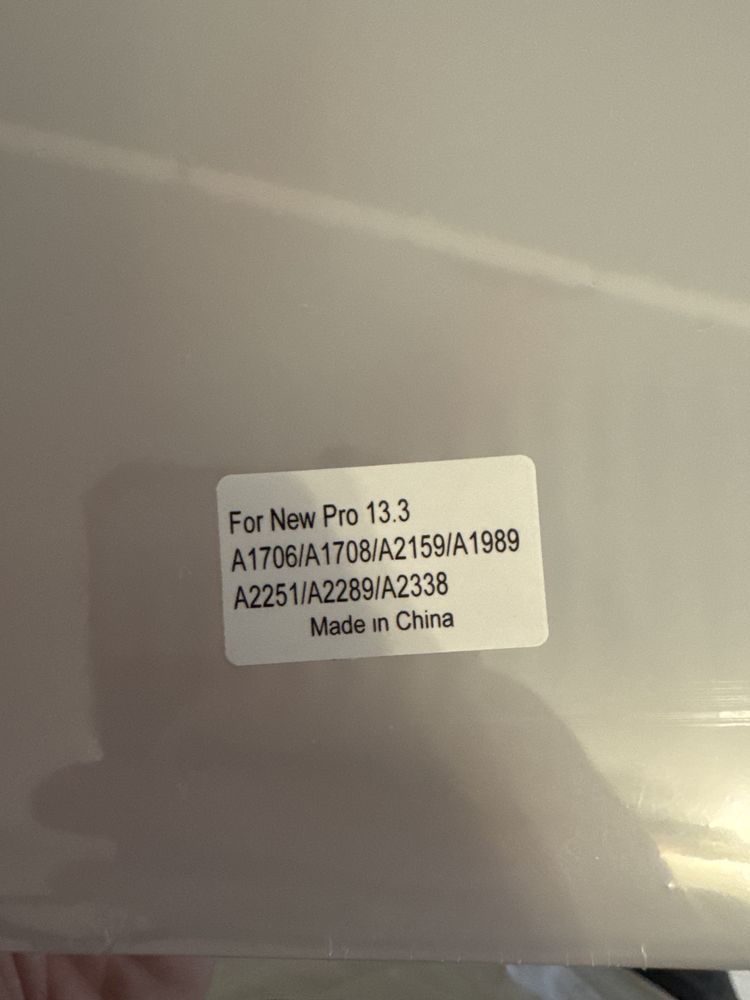 For New Pro 13.3
A1706/A1708/A2159/A1989
A2251/A2289/A2338
Made in China